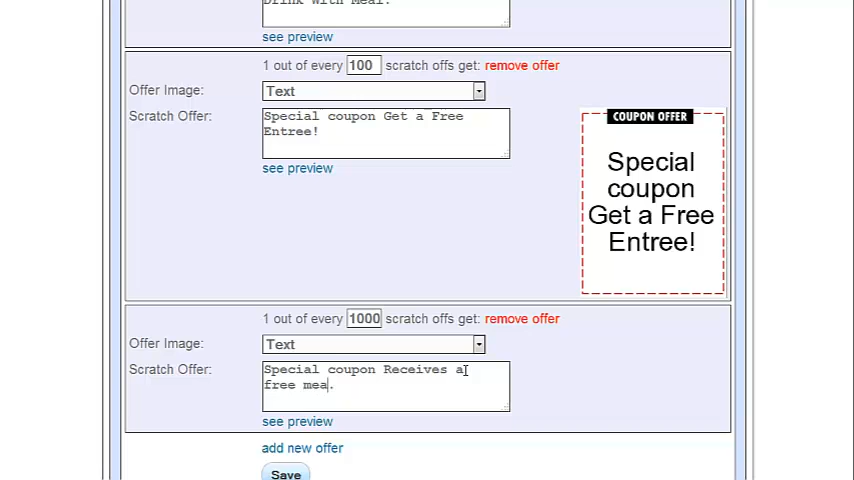 Drink with Meal.
see preview
1 out of every 100 scratch offs get: remove offer
Offer Image: Text
Scratch Offer: Special coupon Get a Free
Entree!
see preview
COUPON OFFER
Special
coupon
Get a Free
Entree!
1 out of every 1000 scratch offs get: remove offer
Offer Image: Text
Scratch Offer: Special coupon Receives a
free mea.
see preview
add new offer
Save